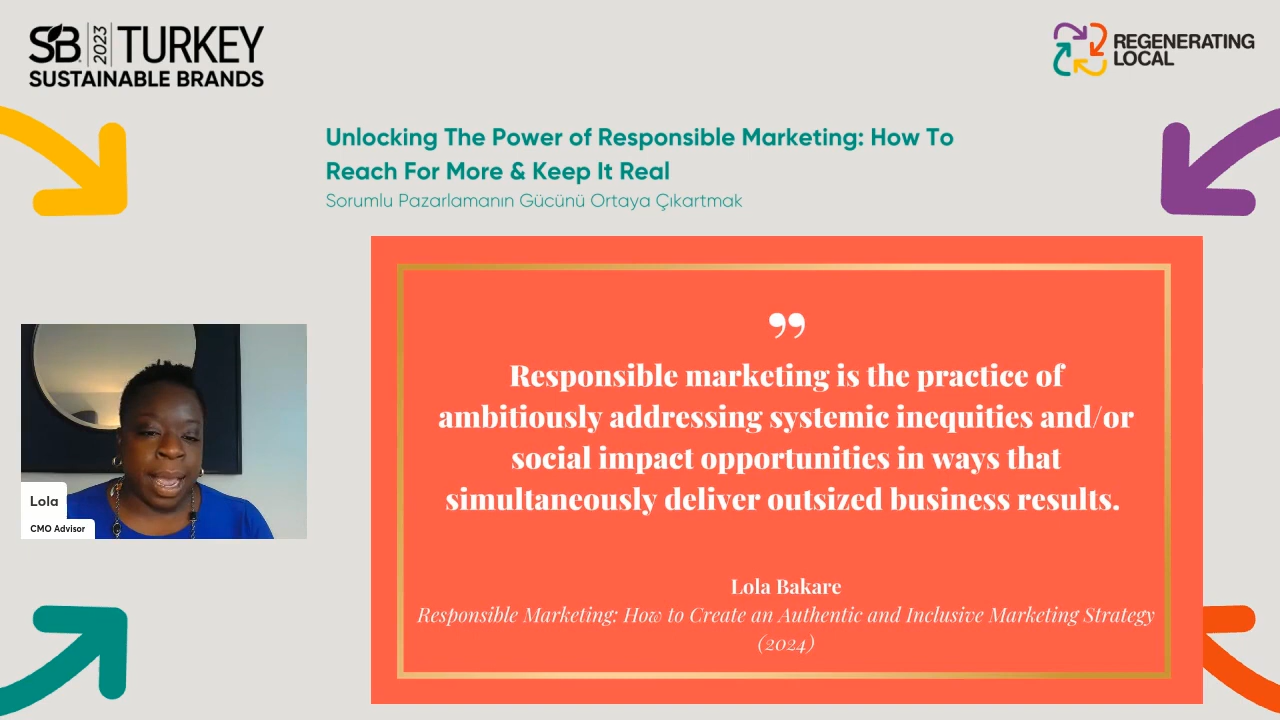 SB 2023 TURKEY
SUSTAINABLE BRANDS
REGENERATING
LOCAL
Unlocking The Power of Responsible Marketing: How To
Reach For More & Keep It Real
Sorumlu Pazarlamanın Gücünü Ortaya Çıkartmak
”
Responsible marketing is the practice of
ambitiously addressing systemic inequities and/or
social impact opportunities in ways that
simultaneously deliver outsized business results.
Lola Bakare
Responsible Marketing: How to Create an Authentic and Inclusive Marketing Strategy
(2024)
Lola
CMO Advisor